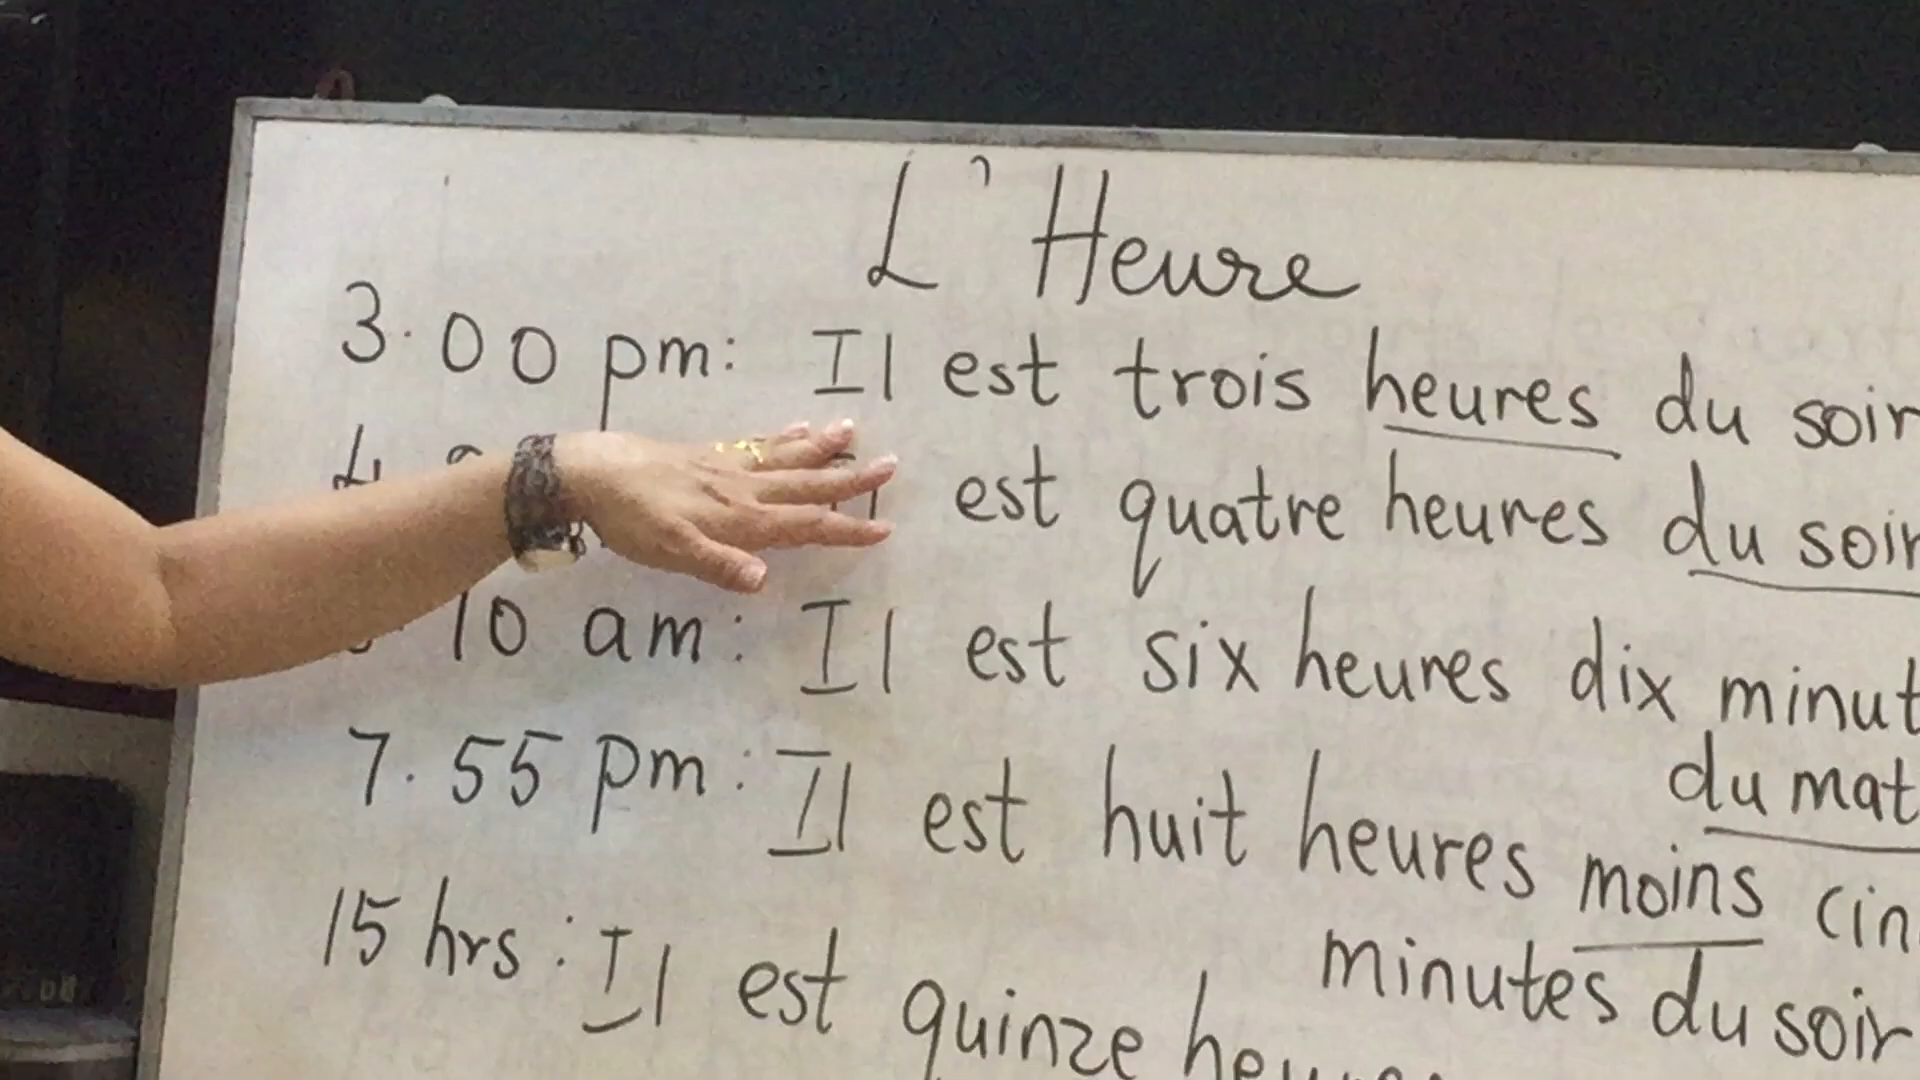 L'Heure
3.00 pm: Il est trois heures du soir
est quatre heures du soir
10 am: Il est six heures dix minut
du mat
7.55 pm: Il est huit heures moins cin
minutes du soir
15 hrs: Il est quinze heures